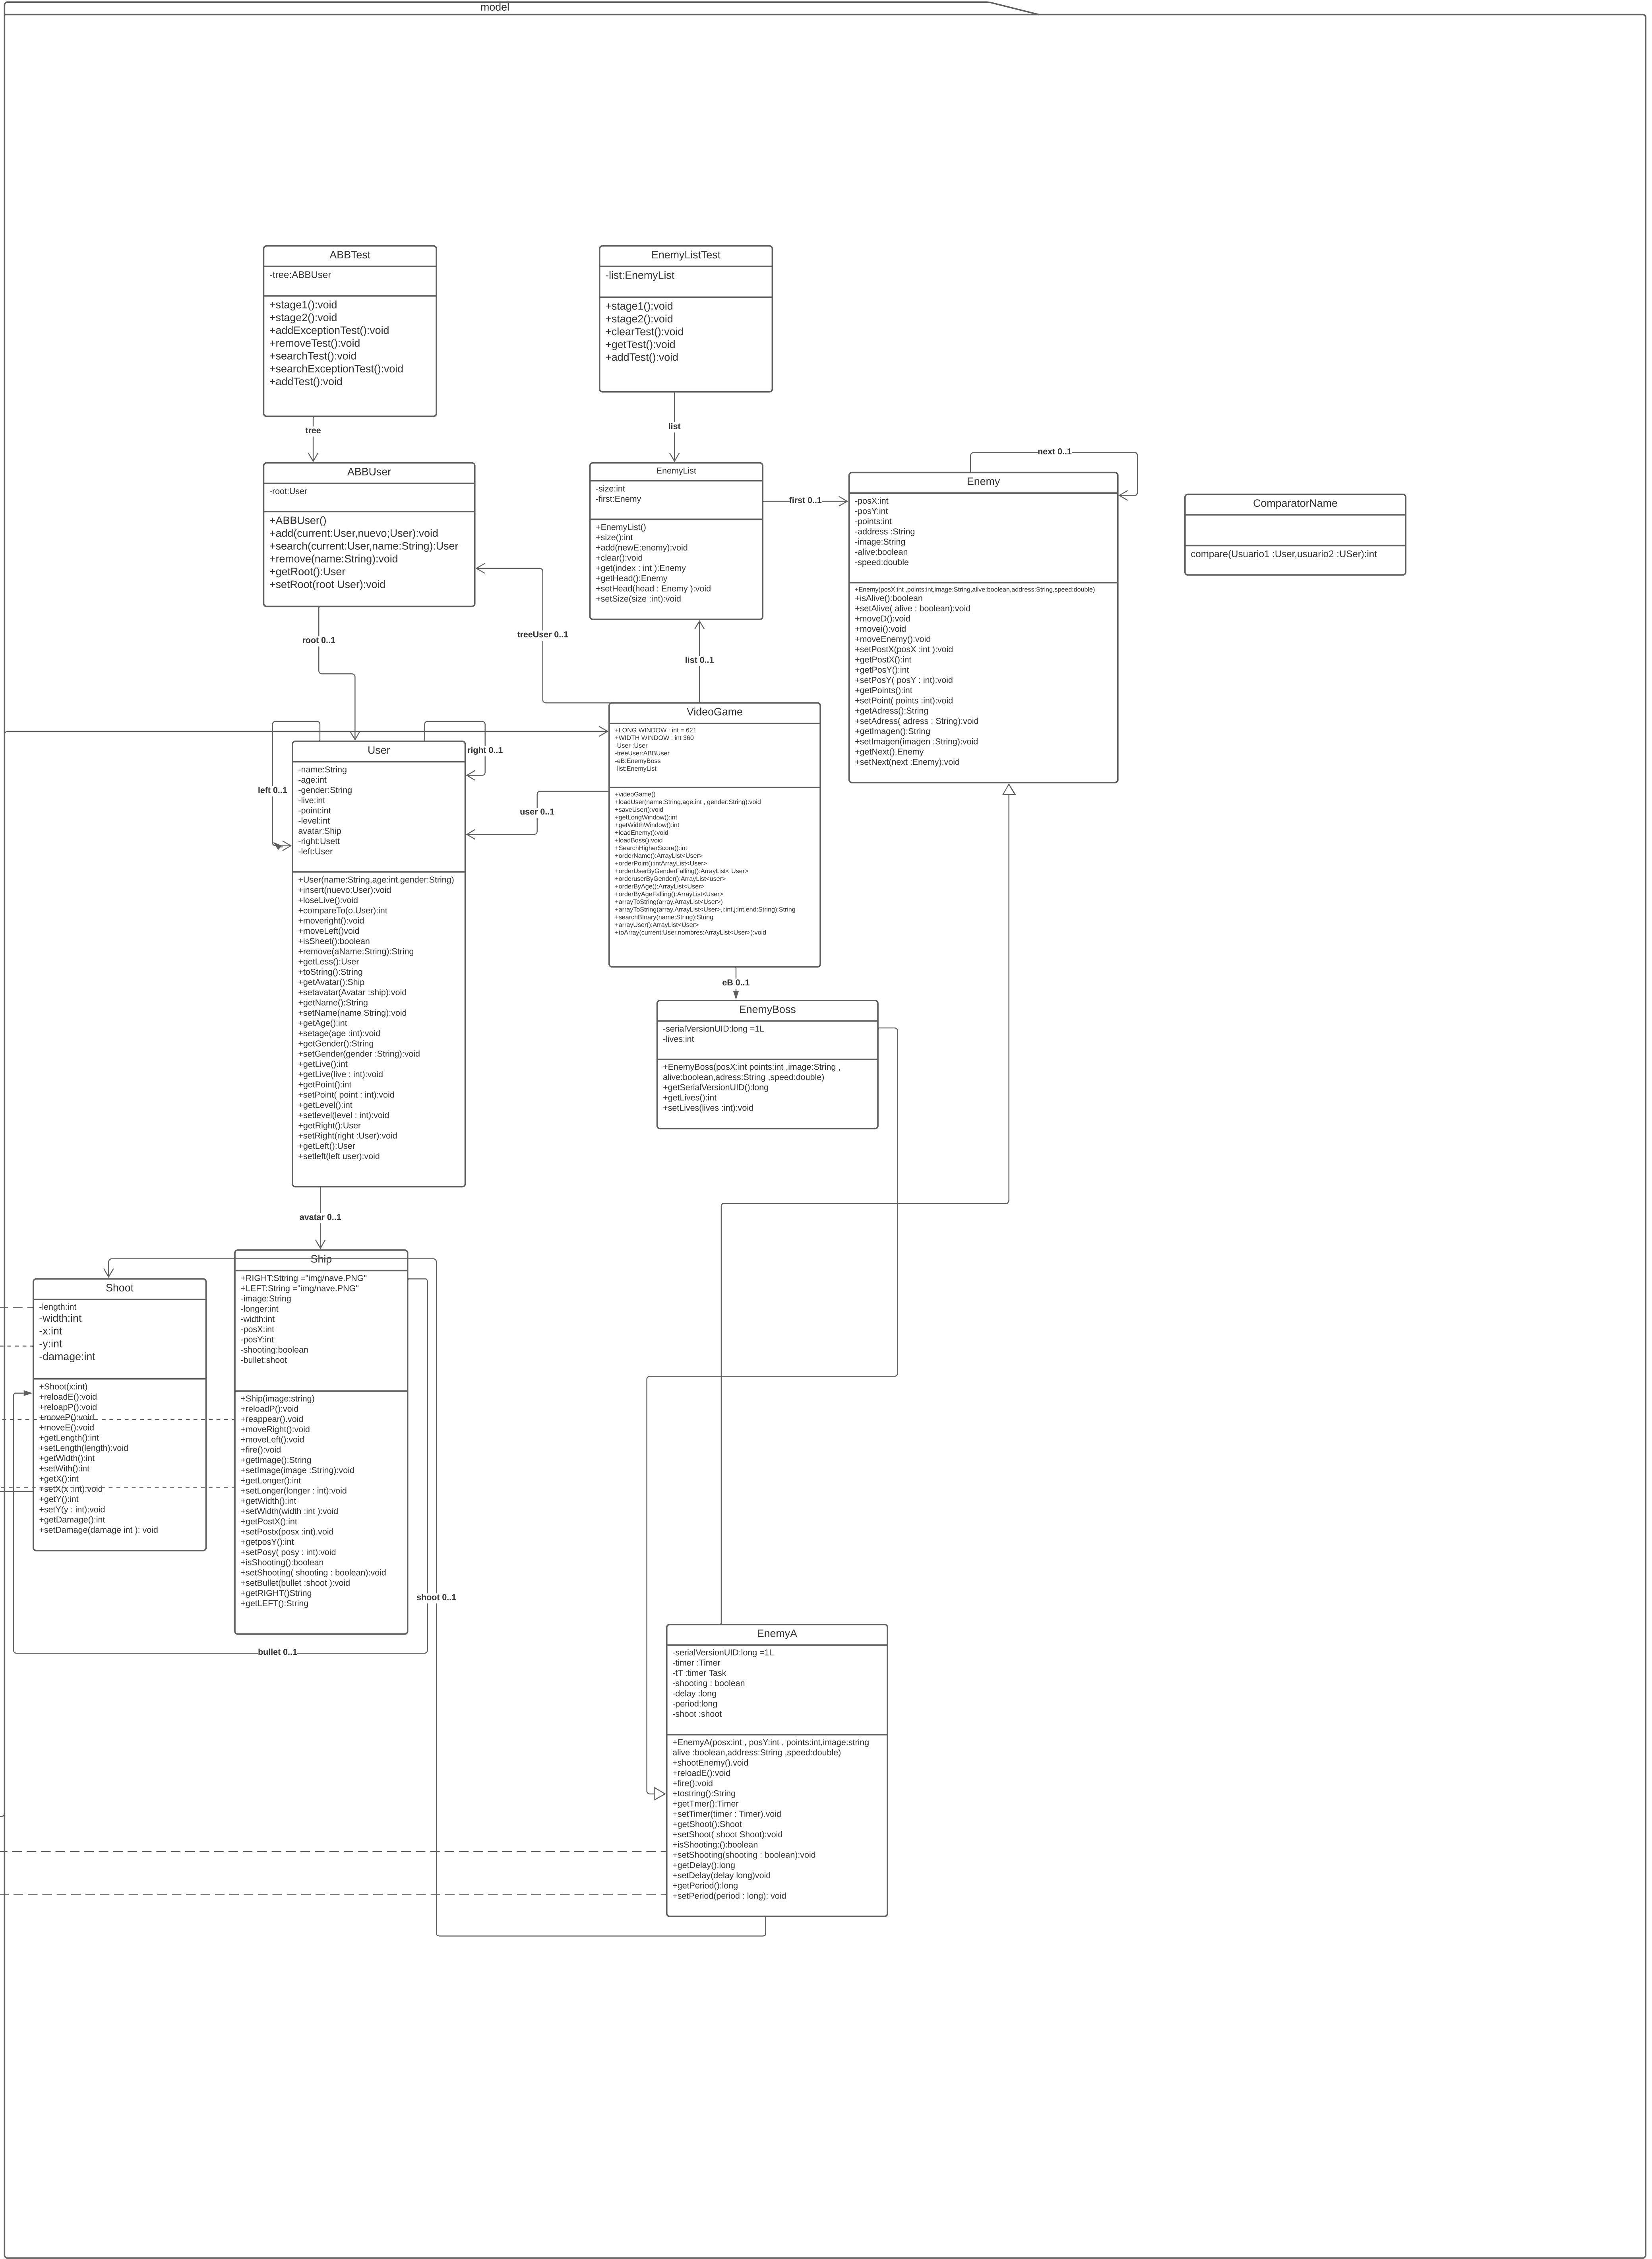 model
ABBTest
-tree:ABBUser
+stage1():void
+stage2():void
+addExceptionTest():void
+removeTest():void
+searchTest():void
+searchExceptionTest():void
+addTest():void
EnemyListTest
-list:EnemyList
+stage1():void
+stage2():void
+clearTest():void
+getTest():void
+addTest():void
tree
list
ABBUser
-root:User
+ABBUser()
+add(current:User,nuevo;User):void
+search(current:User,name:String):User
+remove(name:String):void
+getRoot():User
+setRoot(root User):void
EnemyList
-size:int
-first:Enemy
+EnemyList()
+size():int
+add(newE:enemy):void
+clear():void
+get(index : int ):Enemy
+getHead():Enemy
+setHead(head : Enemy ):void
+setSize(size :int):void
first 0..1
next 0..1
Enemy
-posX:int
-posY:int
-points:int
-address :String
-image:String
-alive:boolean
-speed:double
+Enemy(posX:int ,points:int,image:String,alive:boolean,address:String,speed:double)
+isAlive():boolean
+setAlive( alive : boolean):void
+moveD():void
+movei():void
+moveEnemy():void
+setPostX(posX :int ):void
+getPostX():int
+getPosY():int
+setPosY( posY : int):void
+getPoints():int
+setPoint( points :int):void
+getAdress():String
+setAdress( adress : String):void
+getImagen():String
+setImagen(imagen :String):void
+getNext().Enemy
+setNext(next :Enemy):void
ComparatorName
compare(Usuario1 :User,usuario2 :USer):int
root 0..1
treeUser 0..1
list 0..1
VideoGame
+LONG WINDOW : int = 621
+WIDTH WINDOW : int 360
-User :User
-treeUser:ABBUser
-eB:EnemyBoss
-list:EnemyList
+videoGame()
+loadUser(name:String,age:int , gender:String):void
+saveUser():void
+getLongWindow():int
+getWidthWindow():int
+loadEnemy():void
+loadBoss():void
+SearchHigherScore():int
+orderName():ArrayList<User>
+orderPoint():intArrayList<User>
+orderUserByGenderFalling():ArrayList< User>
+orderuserByGender():ArrayList<user>
+orderByAge():ArrayList<User>
+orderByAgeFalling():ArrayList<User>
+arrayToString(array.ArrayList<User>)
+arrayToString(array:ArrayList<User>,i:int,j:int,end:String):String
+searchBInary(name:String):String
+arrayUser():ArrayList<User>
+toArray(current:User,nombres:ArrayList<User>):void
right 0..1
left 0..1
user 0..1
User
-name:String
-age:int
-gender:String
-live:int
-point:int
-level:int
avatar:Ship
-right:Usett
-left:User
+User(name:String,age:int.gender:String)
+insert(nuevo:User):void
+loseLive():void
+compareTo(o.User):int
+moveright():void
+moveLeft()void
+isSheet():boolean
+remove(aName:String):String
+getLess():User
+toString():String
+getAvatar():Ship
+setavatar(Avatar :ship):void
+getName():String
+setName(name String):void
+getAge():int
+setage(age :int):void
+getGender():String
+setGender(gender :String):void
+getLive():int
+getLive(live : int):void
+getPoint():int
+setPoint( point : int):void
+getLevel():int
+setlevel(level : int):void
+getRight():User
+setRight(right :User):void
+getLeft():User
+setleft(left user):void
eB 0..1
EnemyBoss
-serialVersionUID:long =1L
-lives:int
+EnemyBoss(posX:int points:int ,image:String ,
alive:boolean,adress:String ,speed:double)
+getSerialVersionUID():long
+getLives():int
+setLives(lives :int):void
avatar 0..1
Ship
+RIGHT:Sttring ="img/nave.PNG"
+LEFT:String ="img/nave.PNG"
-image:String
-longer:int
-width:int
-posX:int
-posY:int
-shooting:boolean
-bullet:shoot
+Ship(image:string)
+reloadP():void
+reappear().void
+moveRight():void
+moveLeft():void
+fire():void
+getImage():String
+setImage(image :String):void
+getLonger():int
+setLonger(longer : int):void
+getWidth():int
+setWidth(width :int ):void
+getPostX():int
+setPostx(posx :int).void
+getposY():int
+setPosy( posy : int):void
+isShooting():boolean
+setShooting( shooting : boolean):void
+setBullet(bullet :shoot ):void
+getRIGHT()String
+getLEFT():String
Shoot
-length:int
-width:int
-x:int
-y:int
-damage:int
+Shoot(x:int)
+reloadE():void
+reloapP():void
+moveP():void
+moveE():void
+getLength():int
+setLength(length):void
+getWidth():int
+setWith():int
+getX():int
+setX(x :int):void
+getY():int
+setY(y : int):void
+getDamage():int
+setDamage(damage int ): void
shoot 0..1
bullet 0..1
EnemyA
-serialVersionUID:long =1L
-timer :Timer
-tT :timer Task
-shooting : boolean
-delay :long
-period:long
-shoot :shoot
+EnemyA(posx:int , posY:int , points:int,image:string
alive :boolean,address:String ,speed:double)
+shootEnemy().void
+reloadE():void
+fire():void
+tostring():String
+getTmer():Timer
+setTimer(timer : Timer).void
+getShoot():Shoot
+setShoot( shoot Shoot):void
+isShooting:():boolean
+setShooting(shooting : boolean):void
+getDelay():long
+setDelay(delay long)void
+getPeriod():long
+setPeriod(period : long): void